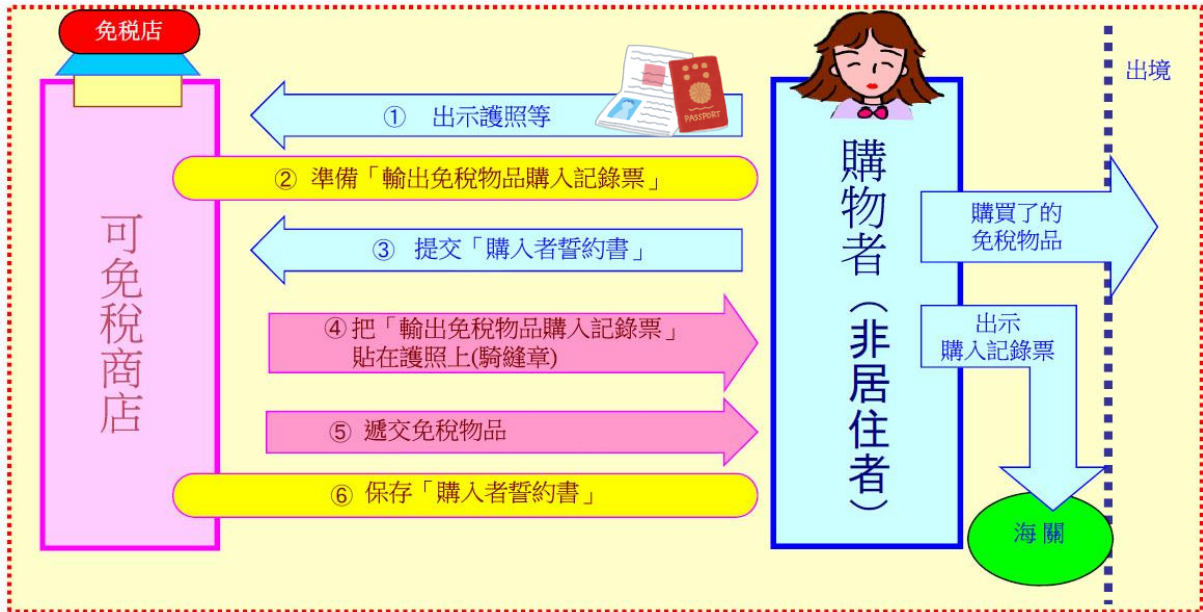 免税店
可免稅商店
① 出示護照等
PASSPORT
② 準備「輸出免稅物品購入記錄票」
③ 提交「購入者誓約書」
④把「輸出免稅物品購入記錄票」
貼在護照上(騎縫章)
⑤ 遞交免稅物品
⑥ 保存「購入者誓約書」
購物者（非居住者）
出境
購買了的
免稅物品
出示
購入記錄票
海關